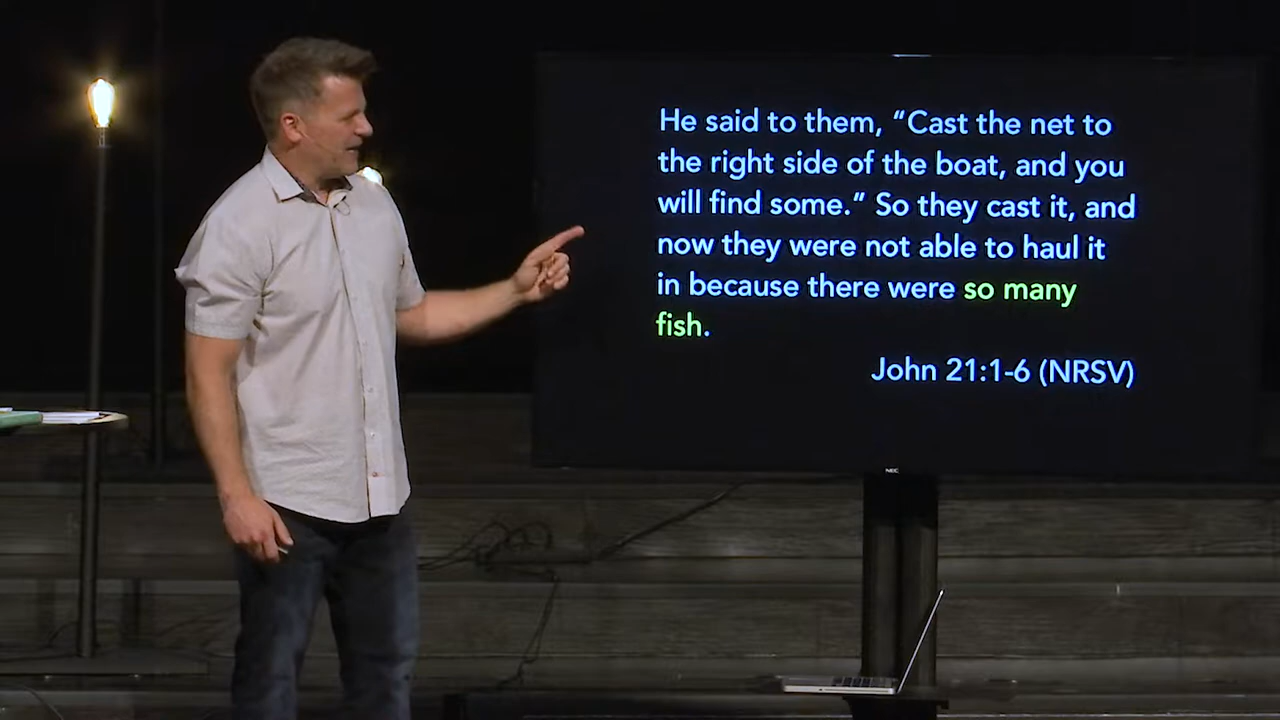 He said to them, “Cast the net to
the right side of the boat, and you
will find some.” So they cast it, and
now they were not able to haul it
in because there were so many
fish.
John 21:1-6 (NRSV)
NEC